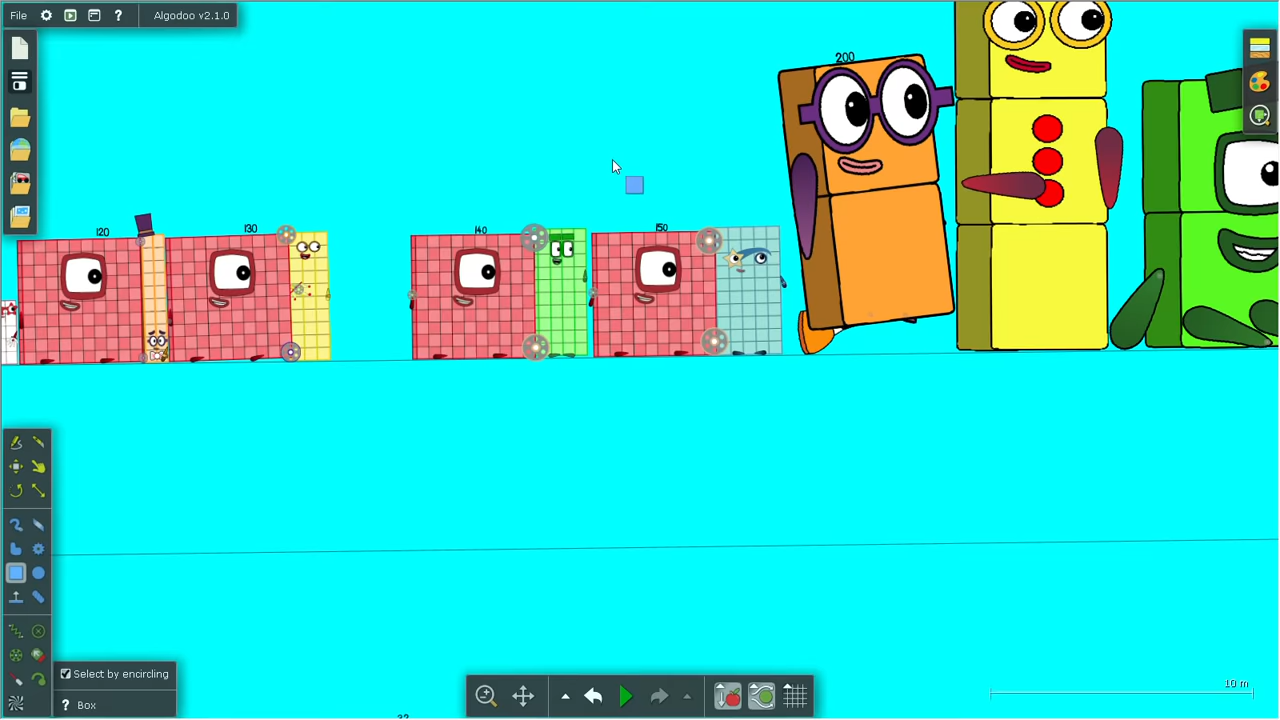 File ? Algodoo v2.1.0
200
120 130 140 150
Select by encircling
? Box
10 m